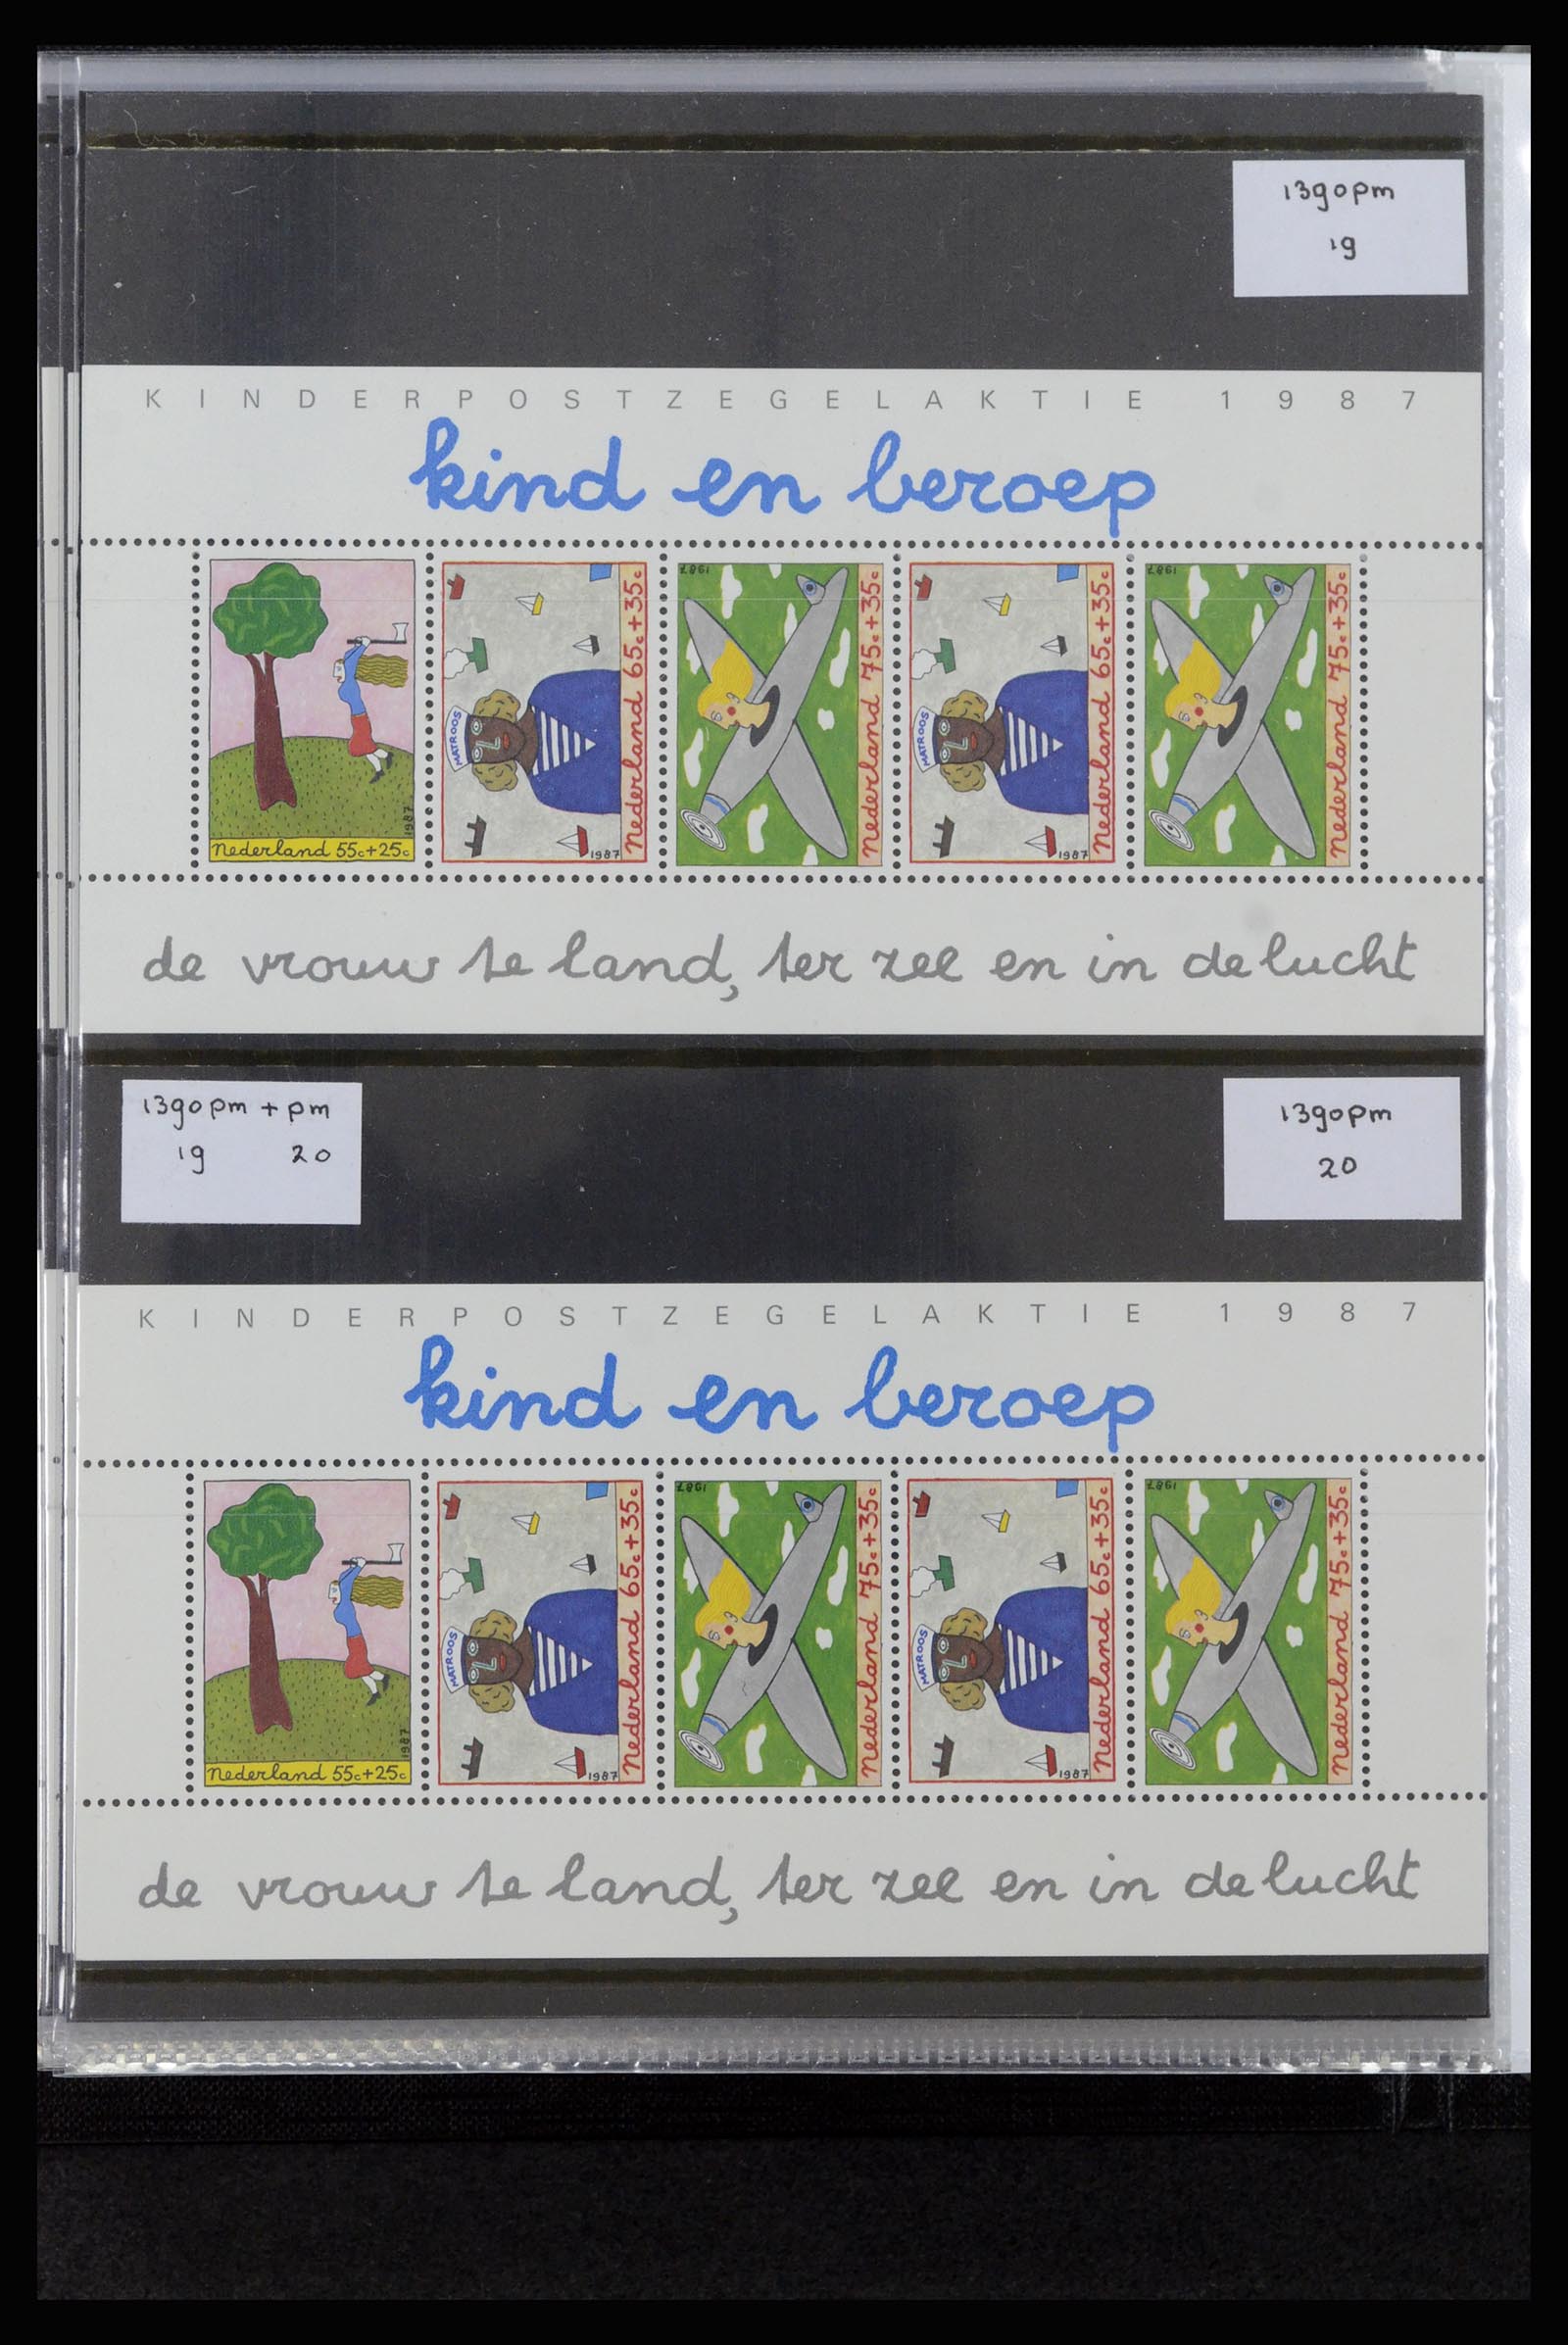 1390pm
19
KINDERPOSTZEGELAKTIE 1987
kind en beroep
1987
nederland 55c+25c
MATROOS
1987
nederland 65c+35c
1987
nederland 75c+35c
MATROOS
1987
nederland 65c+35c
1987
nederland 75c+35c
de vrouw te land, ter zee en in de lucht
1390pm + pm
19 20
1390pm
20
KINDERPOSTZEGELAKTIE 1987
kind en beroep
1987
nederland 55c+25c
MATROOS
1987
nederland 65c+35c
1987
nederland 75c+35c
MATROOS
1987
nederland 65c+35c
1987
nederland 75c+35c
de vrouw te land, ter zee en in de lucht